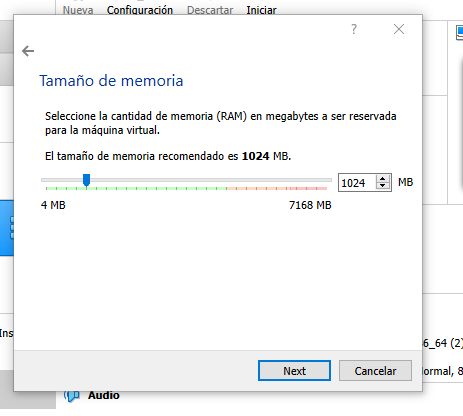 Nueva Configuración Descartar Iniciar
?
Tamaño de memoria
Seleccione la cantidad de memoria (RAM) en megabytes a ser reservada
para la máquina virtual.
El tamaño de memoria recomendado es 1024 MB.
1024 MB
4 MB 7168 MB
Next Cancelar
6_64 (2)
ormal, 8
Audio